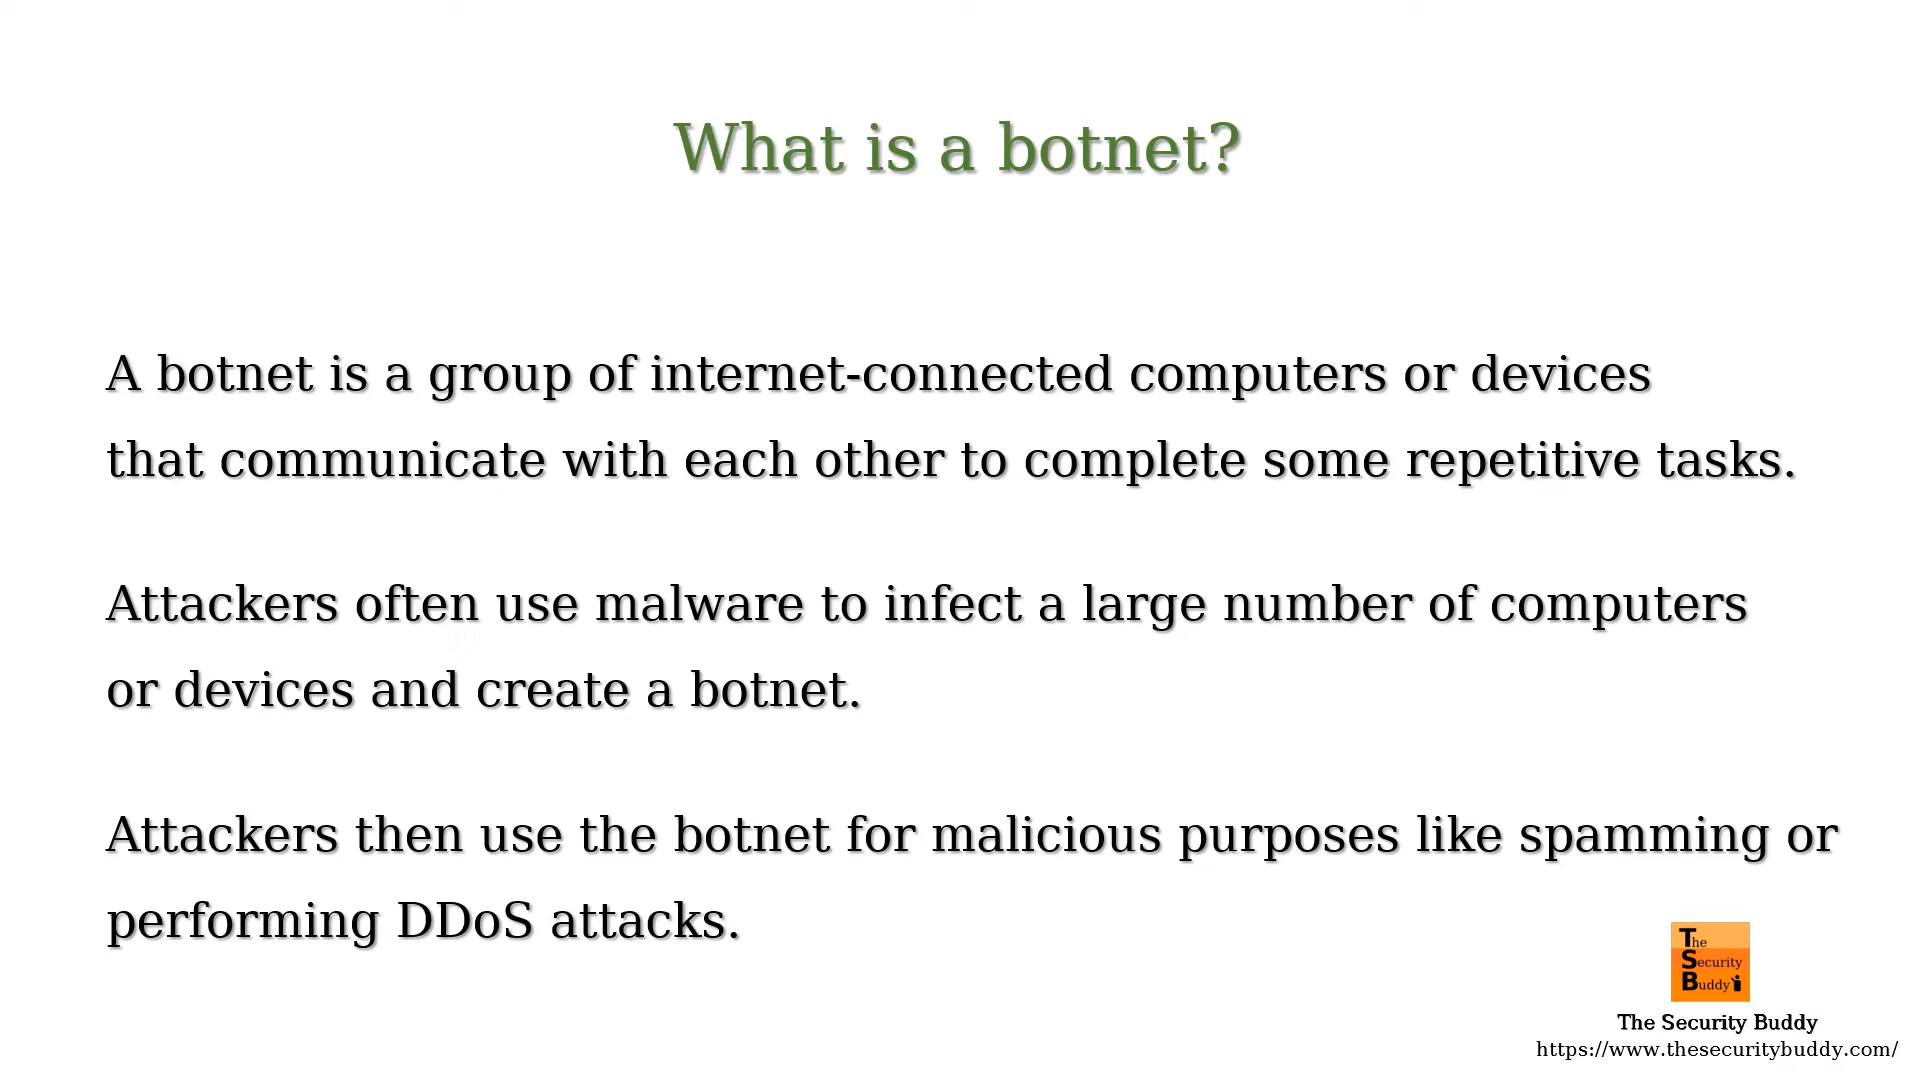 What is a botnet?
A botnet is a group of internet-connected computers or devices
that communicate with each other to complete some repetitive tasks.
Attackers often use malware to infect a large number of computers
or devices and create a botnet.
Attackers then use the botnet for malicious purposes like spamming or
performing DDoS attacks.
The
Security
Buddy
The Security Buddy
https://www.thesecuritybuddy.com/